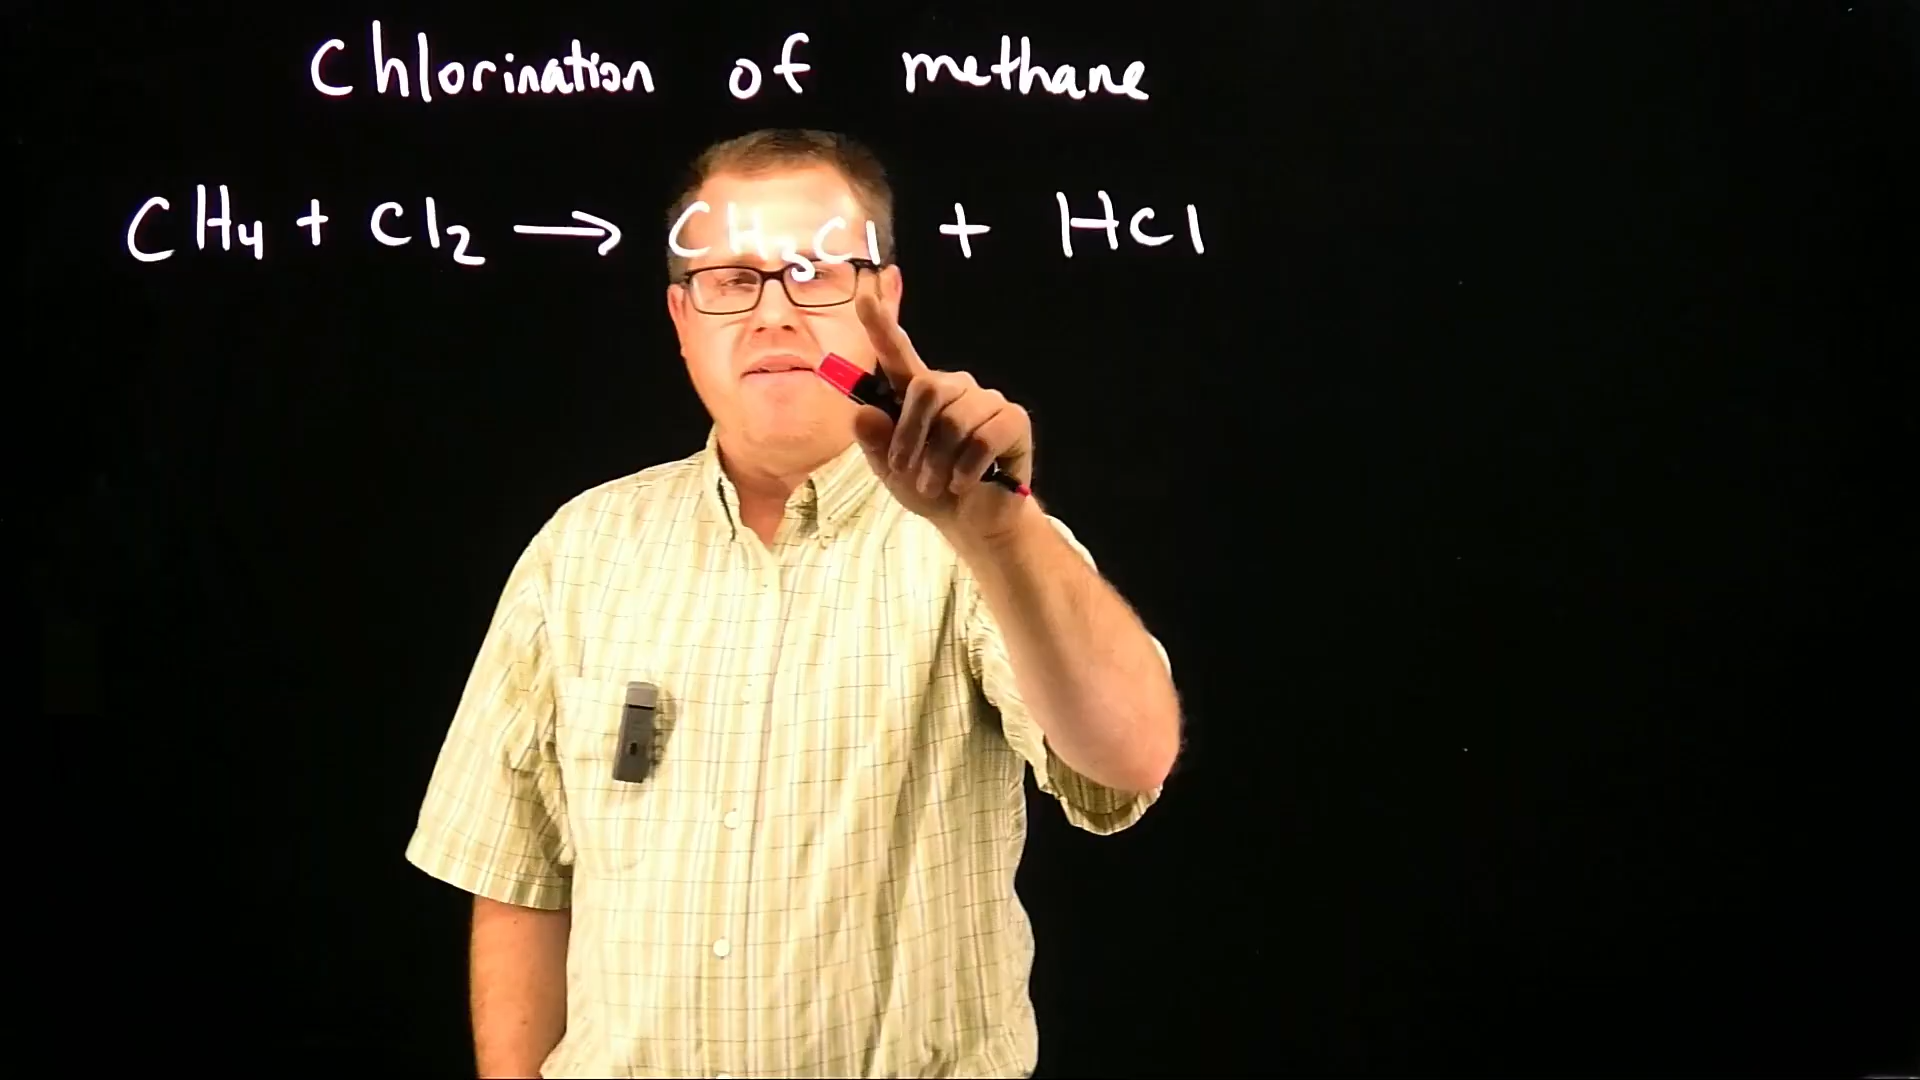 Chlorination of methane
CH₄ + Cl₂ → CH₃Cl + HCl